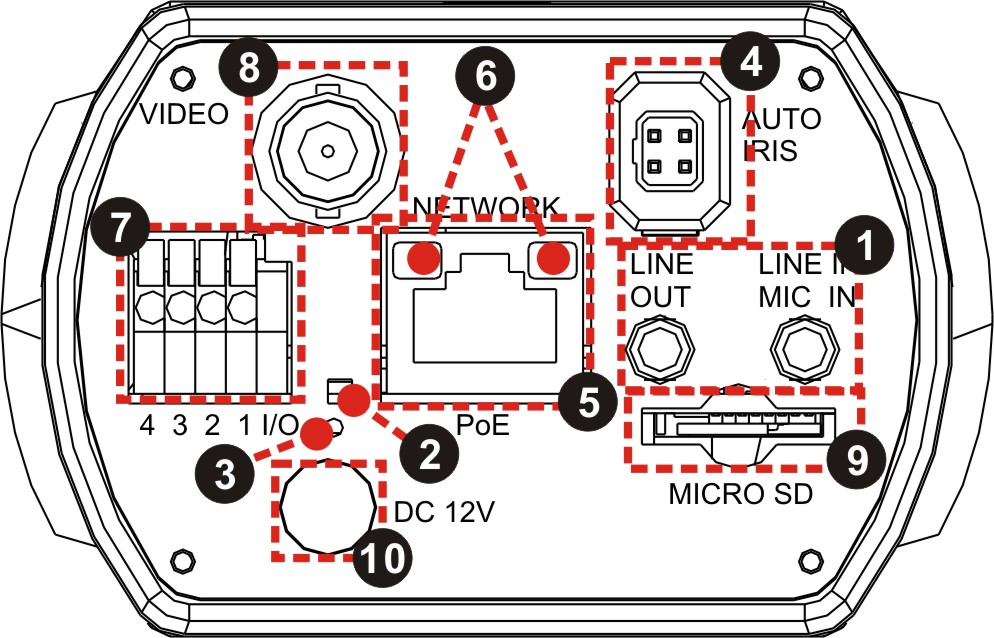 8
6
4
VIDEO
AUTO
IRIS
NETWORK
7
1
LINE
OUT
LINE IN
MIC IN
5
4 3 2 1 I/O
PoE
2
3
9
MICRO SD
DC 12V
10